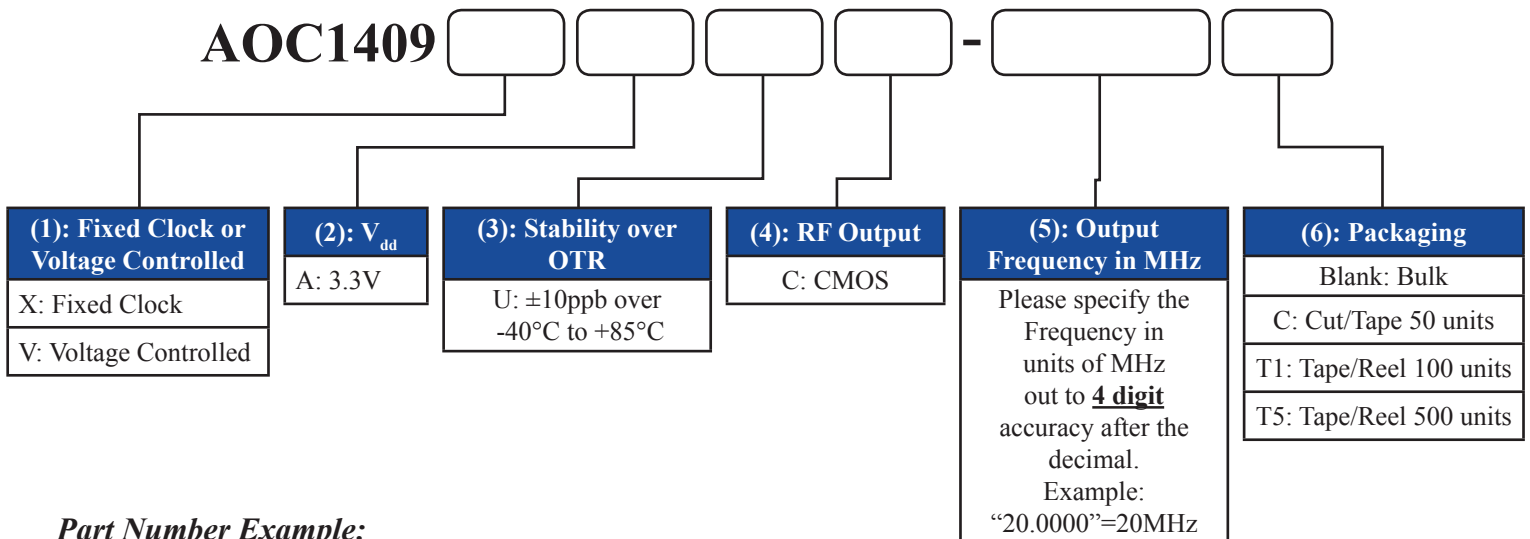 AOC1409 -
(1): Fixed Clock or
Voltage Controlled
X: Fixed Clock
V: Voltage Controlled
(2): Vdd
A: 3.3V
(3): Stability over
OTR
U: ±10ppb over
-40°C to +85°C
(4): RF Output
C: CMOS
(5): Output
Frequency in MHz
Please specify the
Frequency in
units of MHz
out to 4 digit
accuracy after the
decimal.
Example:
“20.0000”=20MHz
(6): Packaging
Blank: Bulk
C: Cut/Tape 50 units
T1: Tape/Reel 100 units
T5: Tape/Reel 500 units
Part Number Example: